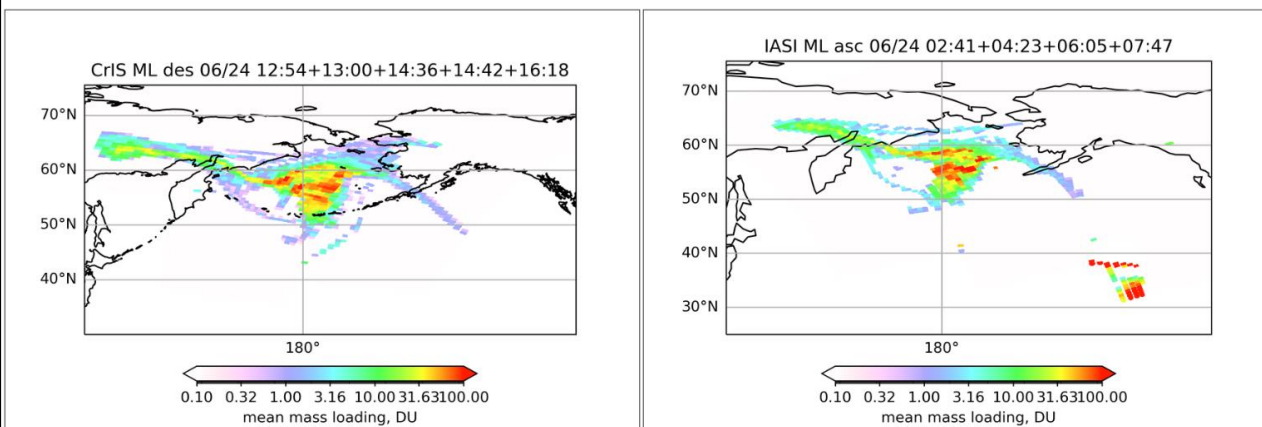 CrIS ML des 06/24 12:54+13:00+14:36+14:42+16:18
70°N
60°N
50°N
40°N
180°
0.10 0.32 1.00 3.16 10.00 31.63 100.00
mean mass loading, DU
IASI ML asc 06/24 02:41+04:23+06:05+07:47
70°N
60°N
50°N
40°N
30°N
180°
0.10 0.32 1.00 3.16 10.00 31.63 100.00
mean mass loading, DU